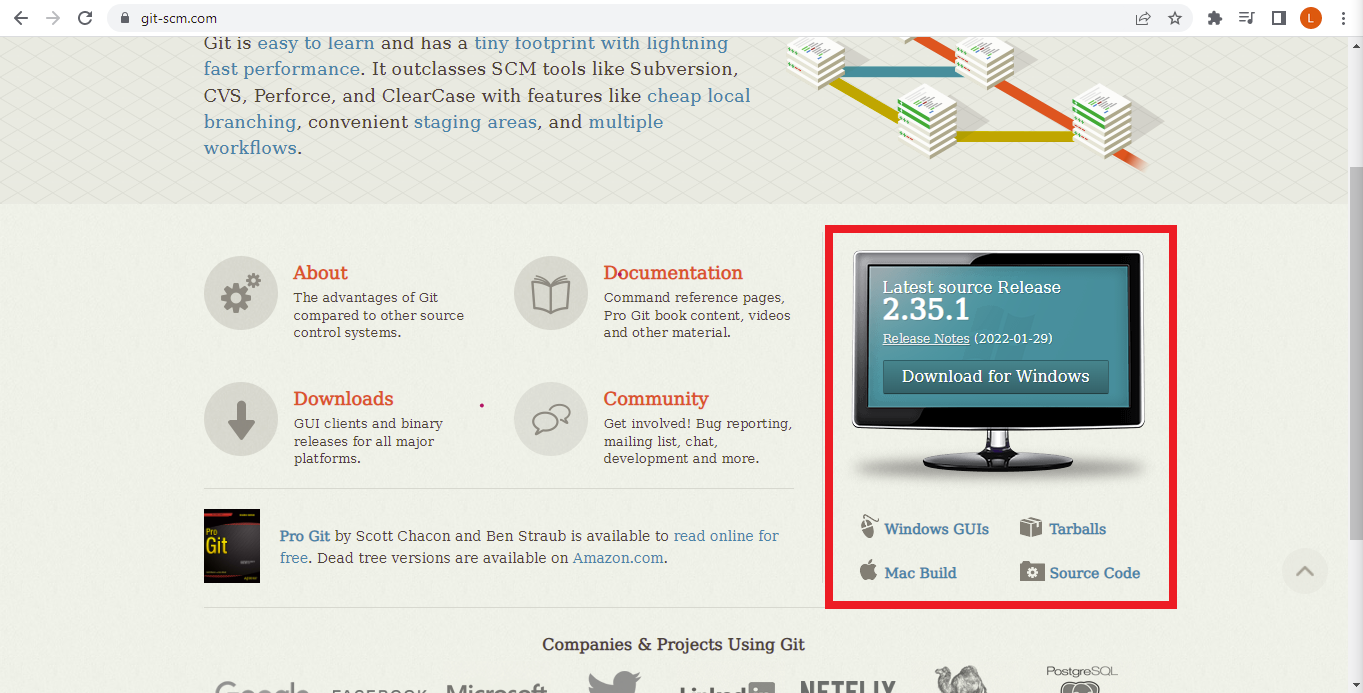 git-scm.com
L
Git is easy to learn and has a tiny footprint with lightning
fast performance. It outclasses SCM tools like Subversion,
CVS, Perforce, and ClearCase with features like cheap local
branching, convenient staging areas, and multiple
workflows.
About
The advantages of Git
compared to other source
control systems.
Documentation
Command reference pages,
Pro Git book content, videos
and other material.
Downloads
GUI clients and binary
releases for all major
platforms.
Community
Get involved! Bug reporting,
mailing list, chat,
development and more.
Pro
Git
Pro Git by Scott Chacon and Ben Straub is available to read online for
free. Dead tree versions are available on Amazon.com.
Latest source Release
2.35.1
Release Notes (2022-01-29)
Download for Windows
Windows GUIs
Tarballs
Mac Build
Source Code
Companies & Projects Using Git
Google FACEBOOK Microsoft LinkedIn NETFLIX PostgreSQL